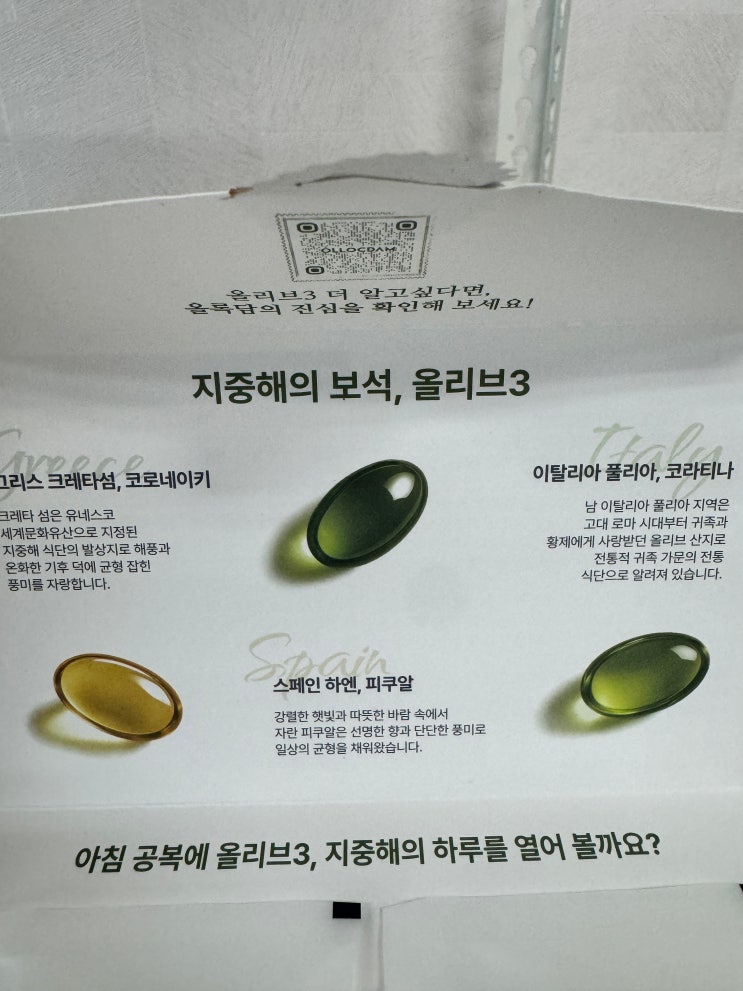 OLLOCDAM
올리브3 더 알고싶다면,
올록담의 진심을 확인해 보세요!
지중해의 보석, 올리브3
Greece
그리스 크레타섬, 코로네이키
크레타 섬은 유네스코
세계문화유산으로 지정된
지중해 식단의 발상지로 해풍과
온화한 기후 덕에 균형 잡힌
풍미를 자랑합니다.
Italy
이탈리아 풀리아, 코라티나
남 이탈리아 풀리아 지역은
고대 로마 시대부터 귀족과
황제에게 사랑받던 올리브 산지로
전통적 귀족 가문의 전통
식단으로 알려져 있습니다.
Spain
스페인 하엔, 피쿠알
강렬한 햇빛과 따뜻한 바람 속에서
자란 피쿠알은 선명한 향과 단단한 풍미로
일상의 균형을 채워왔습니다.
아침 공복에 올리브3, 지중해의 하루를 열어 볼까요?